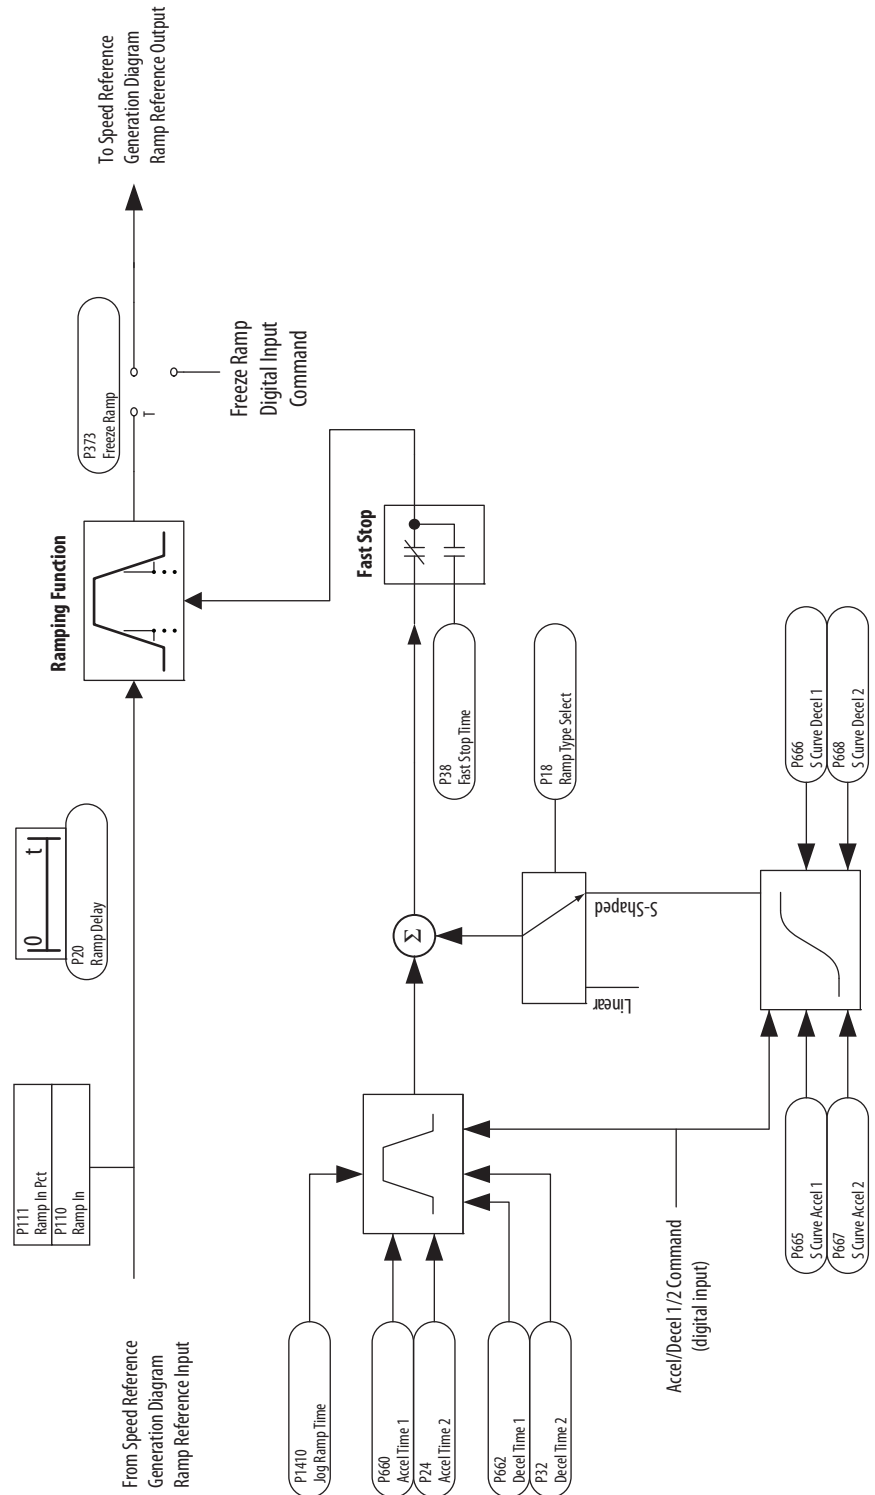 From Speed Reference
Generation Diagram
Ramp Reference Input
P111
Ramp In Pct
P110
Ramp In
0 t
P20
Ramp Delay
Ramping Function
P373
Freeze Ramp
T
Freeze Ramp
Digital Input
Command
To Speed Reference
Generation Diagram
Ramp Reference Output
P1410
Jog Ramp Time
P660
Accel Time 1
P24
Accel Time 2
P662
Decel Time 1
P32
Decel Time 2
Σ
Fast Stop
P38
Fast Stop Time
P18
Ramp Type Select
Linear
S-Shaped
Accel/Decel 1/2 Command
(digital input)
P665
S Curve Accel 1
P667
S Curve Accel 2
P666
S Curve Decel 1
P668
S Curve Decel 2